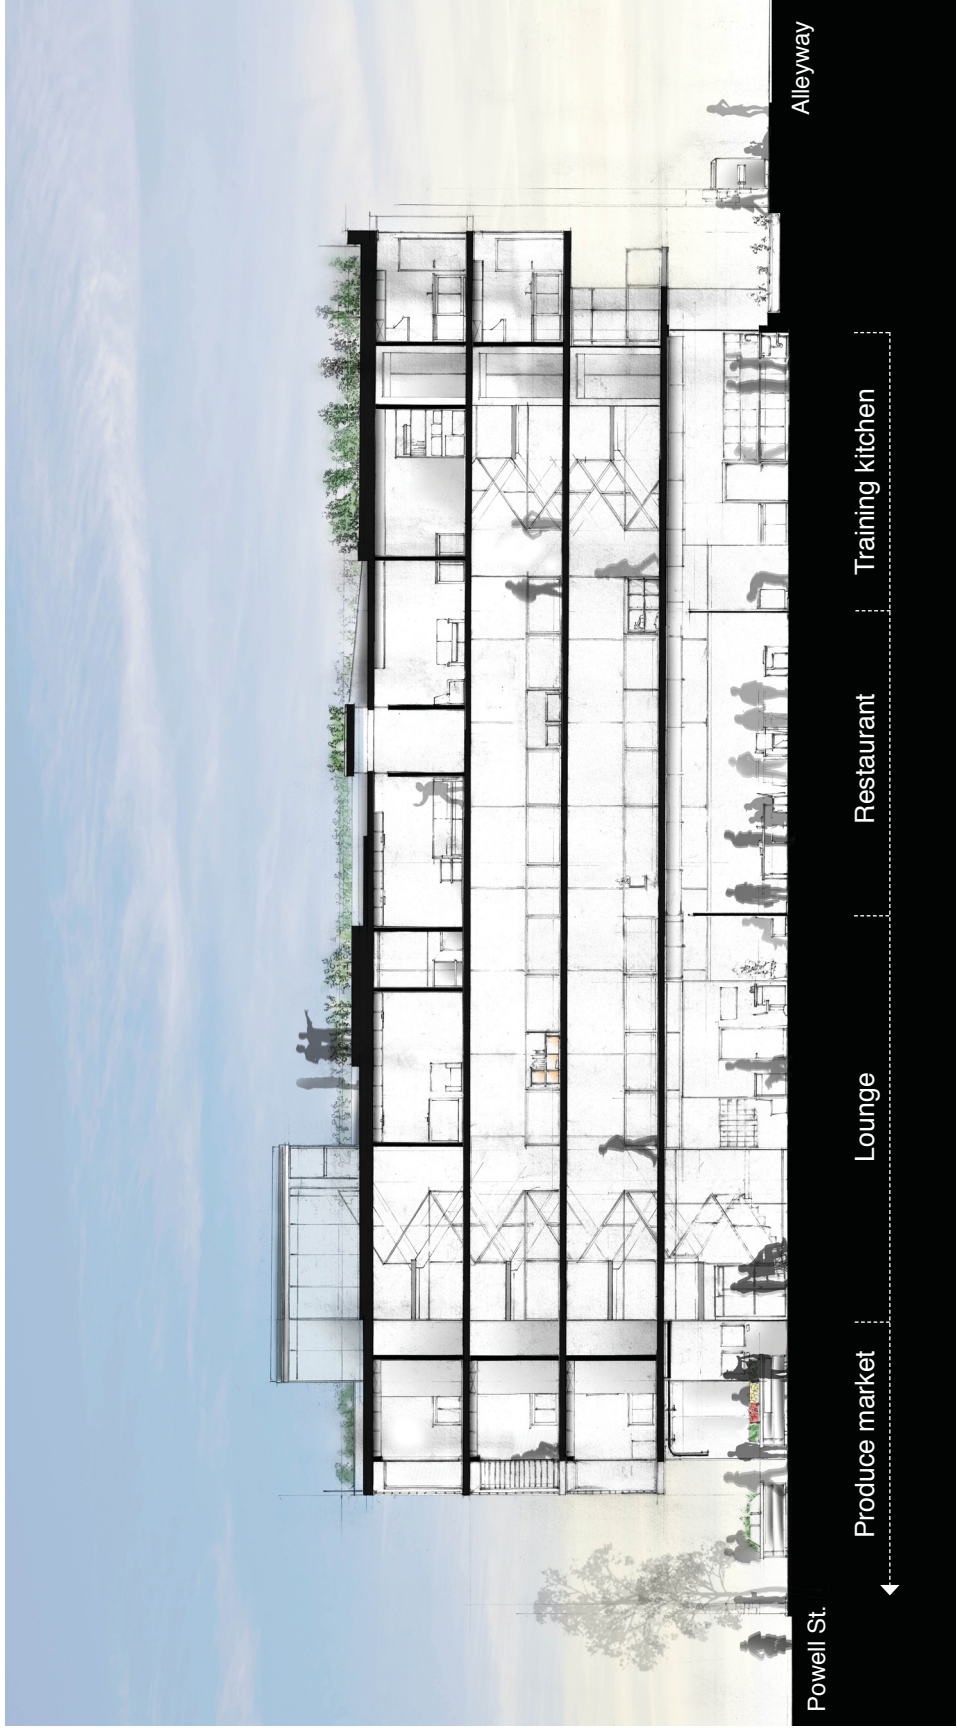 Powell St.
Alleyway
Produce market
Lounge
Restaurant
Training kitchen